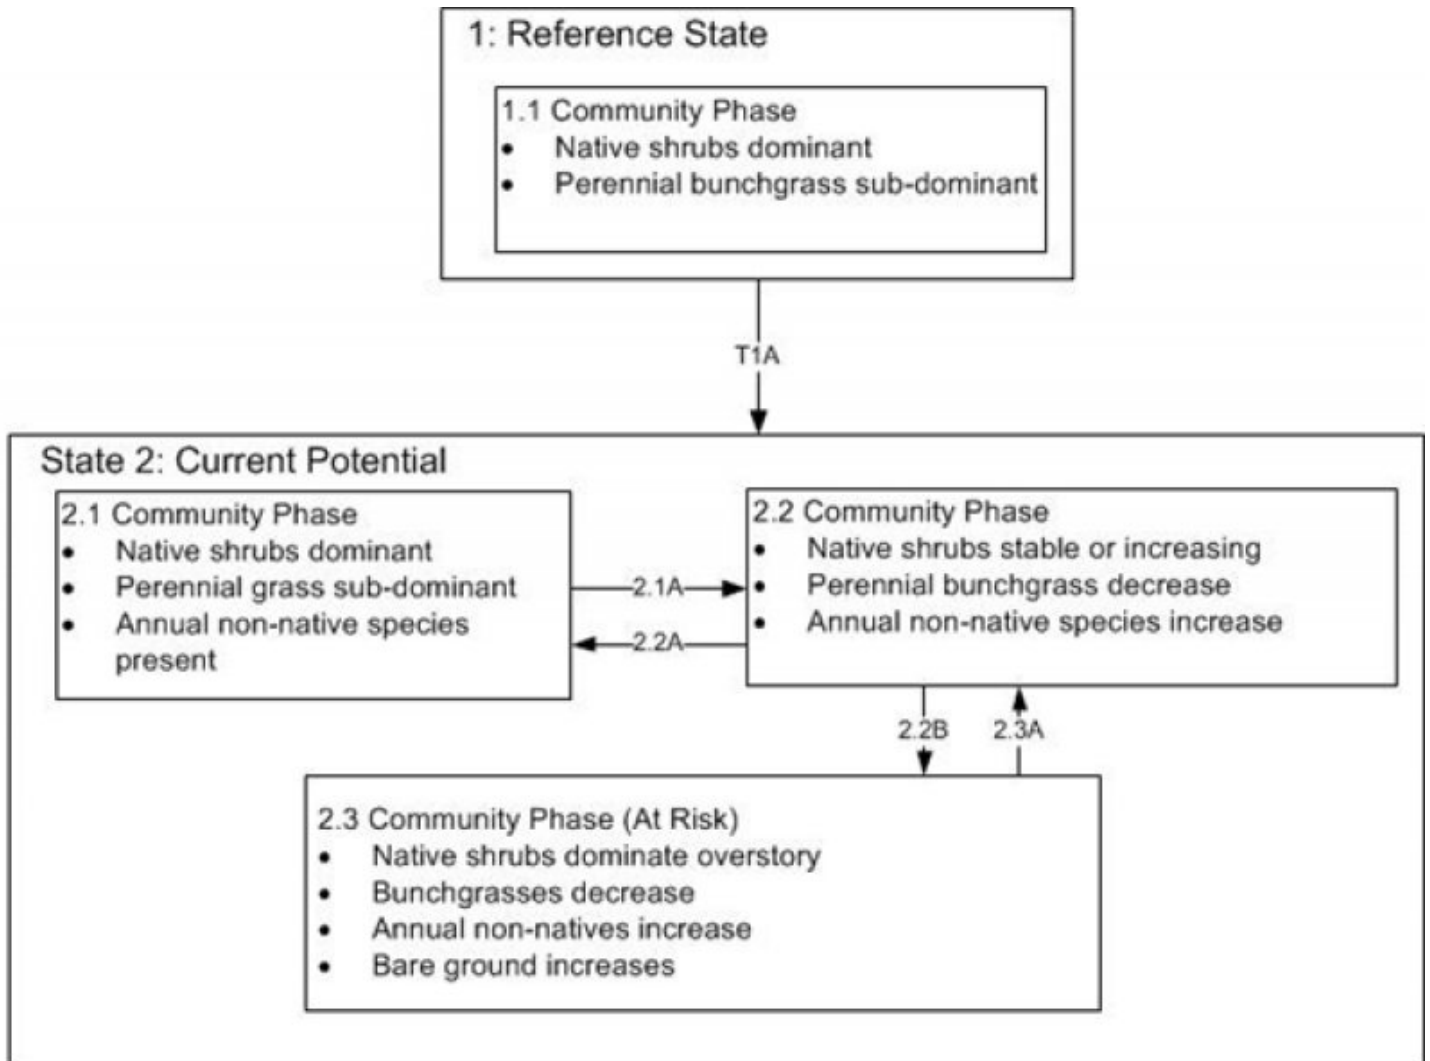 1: Reference State
1.1 Community Phase
• Native shrubs dominant
• Perennial bunchgrass sub-dominant
T1A
State 2: Current Potential
2.1 Community Phase
• Native shrubs dominant
• Perennial grass sub-dominant
• Annual non-native species
present
2.1A
2.2A
2.2 Community Phase
• Native shrubs stable or increasing
• Perennial bunchgrass decrease
• Annual non-native species increase
2.2B
2.3A
2.3 Community Phase (At Risk)
• Native shrubs dominate overstory
• Bunchgrasses decrease
• Annual non-natives increase
• Bare ground increases